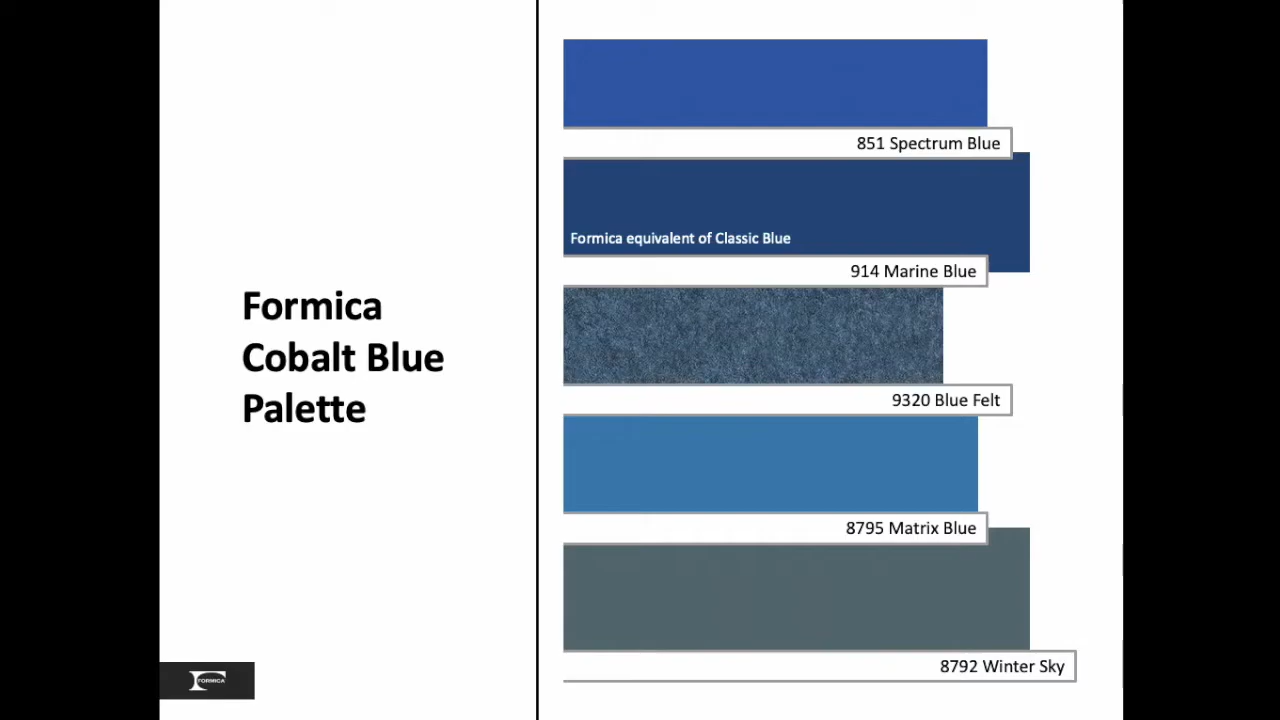 Formica
Cobalt Blue
Palette
851 Spectrum Blue
Formica equivalent of Classic Blue
914 Marine Blue
9320 Blue Felt
8795 Matrix Blue
8792 Winter Sky
FORMICA